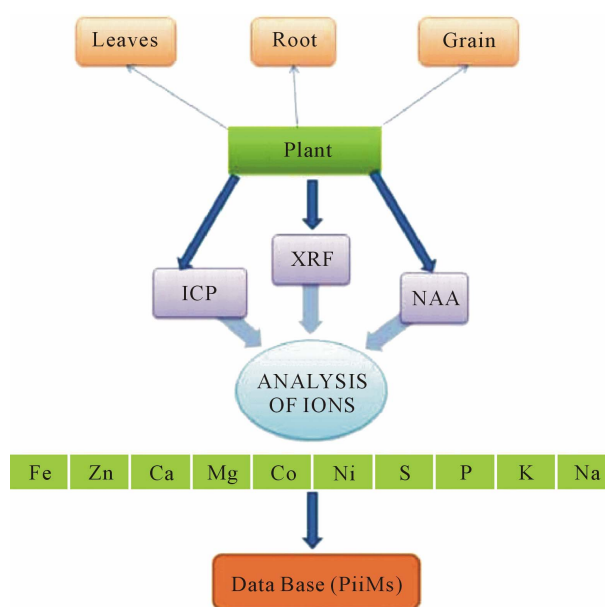 Leaves Root Grain
Plant
XRF
ICP NAA
ANALYSIS
OF IONS
Fe Zn Ca Mg Co Ni S P K Na
Data Base (PiiMs)